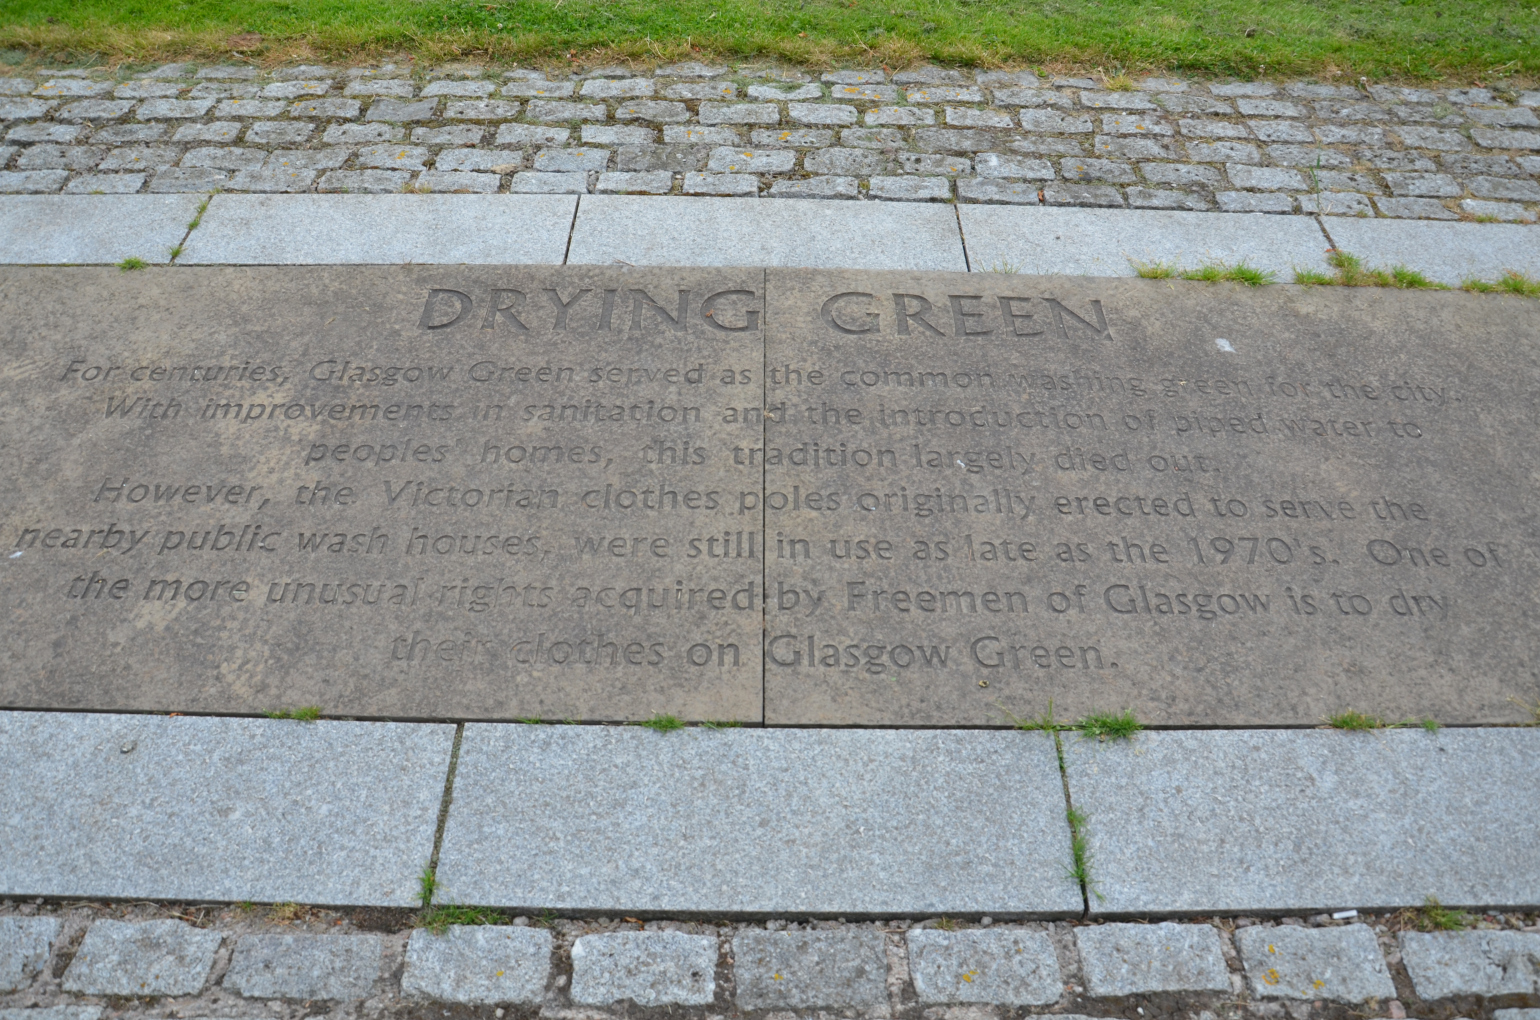 DRYING GREEN
For centuries, Glasgow Green served as the common washing green for the city.
With improvements in sanitation and the introduction of piped water to
peoples' homes, this tradition largely died out.
However, the Victorian clothes poles originally erected to serve the
nearby public wash houses, were still in use as late as the 1970's. One of
the more unusual rights acquired by Freemen of Glasgow is to dry
their clothes on Glasgow Green.